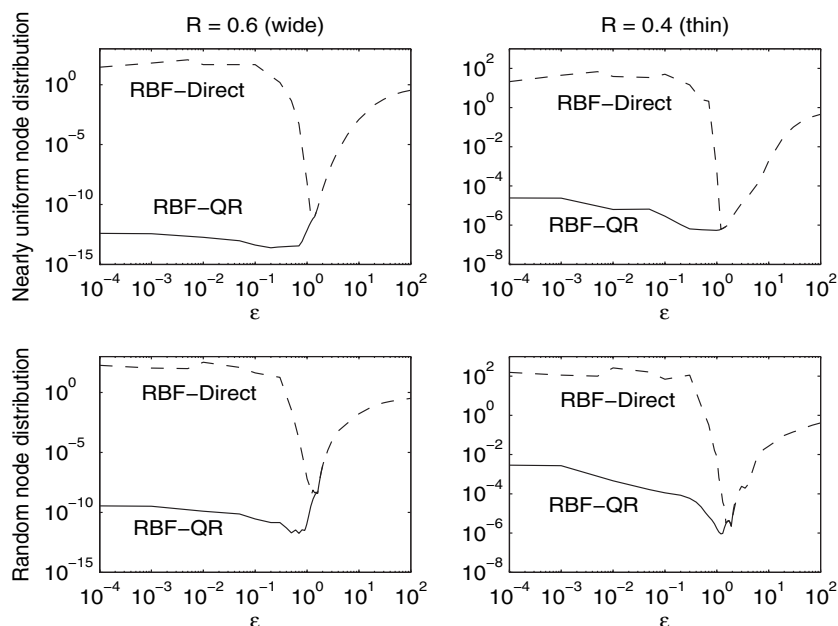 R = 0.6 (wide)
R = 0.4 (thin)
Nearly uniform node distribution
10^0
10^−5
10^−10
10^−15
RBF−Direct
RBF−QR
10^−4 10^−3 10^−2 10^−1 10^0 10^1 10^2
ε
10^2
10^0
10^−2
10^−4
10^−6
10^−8
RBF−Direct
RBF−QR
10^−4 10^−3 10^−2 10^−1 10^0 10^1 10^2
ε
Random node distribution
10^0
10^−5
10^−10
10^−15
RBF−Direct
RBF−QR
10^−4 10^−3 10^−2 10^−1 10^0 10^1 10^2
ε
10^2
10^0
10^−2
10^−4
10^−6
10^−8
RBF−Direct
RBF−QR
10^−4 10^−3 10^−2 10^−1 10^0 10^1 10^2
ε